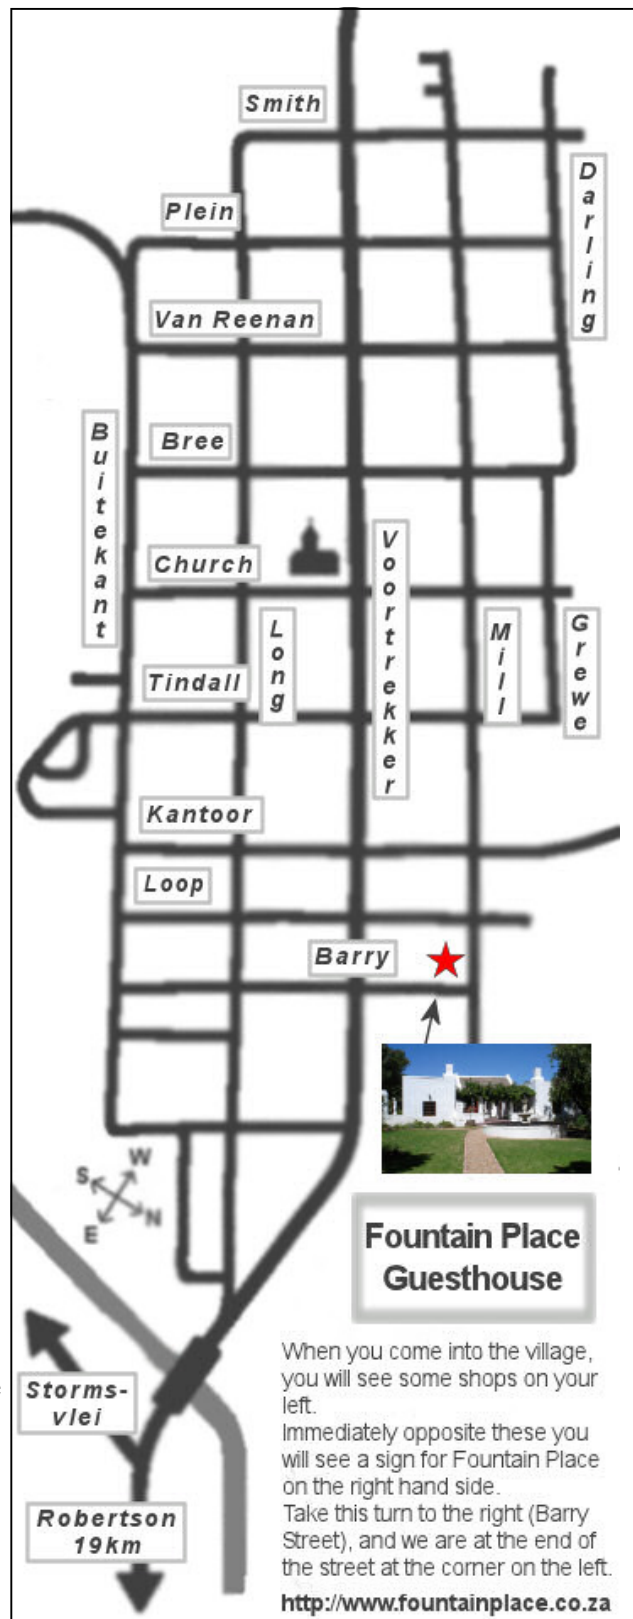 Smith
Darling
Plein
Van Reenan
Buitekant
Bree
Voortrekker
Church
Long
Mill
Grewe
Tindall
Kantoor
Loop
Barry
W
S
N
E
Fountain Place
Guesthouse
When you come into the village,
you will see some shops on your
left.
Immediately opposite these you
will see a sign for Fountain Place
on the right hand side.
Take this turn to the right (Barry
Street), and we are at the end of
the street at the corner on the left.
http://www.fountainplace.co.za
Storms-
vlei
Robertson
19km